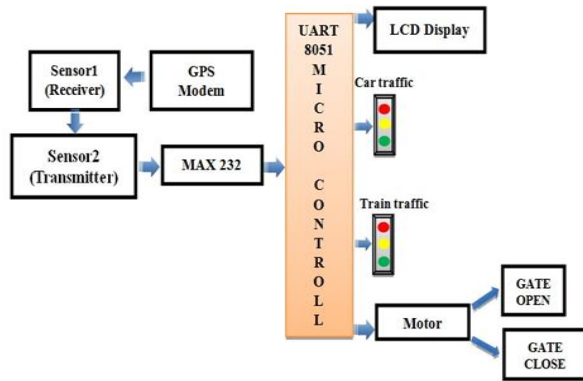 Sensor1
(Receiver)
GPS
Modem
Sensor2
(Transmitter)
MAX 232
UART
8051
M
I
C
R
O
C
O
N
T
R
O
L
L
LCD Display
Car traffic
Train traffic
Motor
GATE
OPEN
GATE
CLOSE